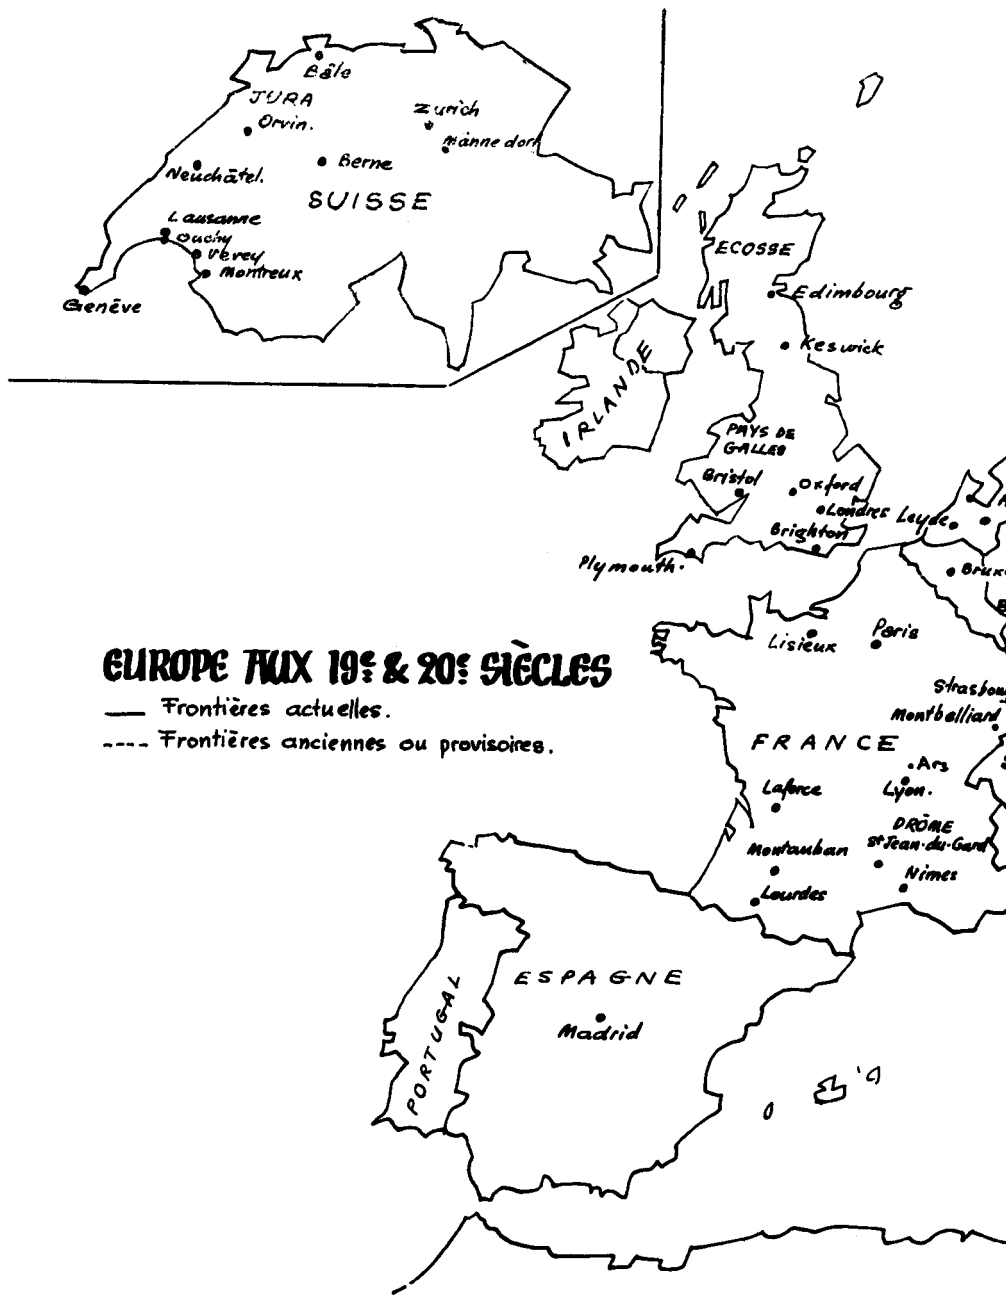 Bâle
JURA
Orvin.
Zurich
Männedorf
Neuchâtel.
Berne
SUISSE
Lausanne
Ouchy
Vevey
Montreux
Genève
ECOSSE
Edimbourg
Keswick
IRLANDE
PAYS DE
GALLES
Bristol
Oxford
Londres
Leyde
Brighton
Plymouth.
Lisieux
Paris
EUROPE AUX 19e & 20e SIÈCLES
Frontières actuelles.
Frontières anciennes ou provisoires.
Montbelliard
FRANCE
Ars
Lyon.
Laforce
DRÔME
St Jean-du-Gard
Montauban
Nimes
Lourdes
ESPAGNE
Madrid
PORTUGAL